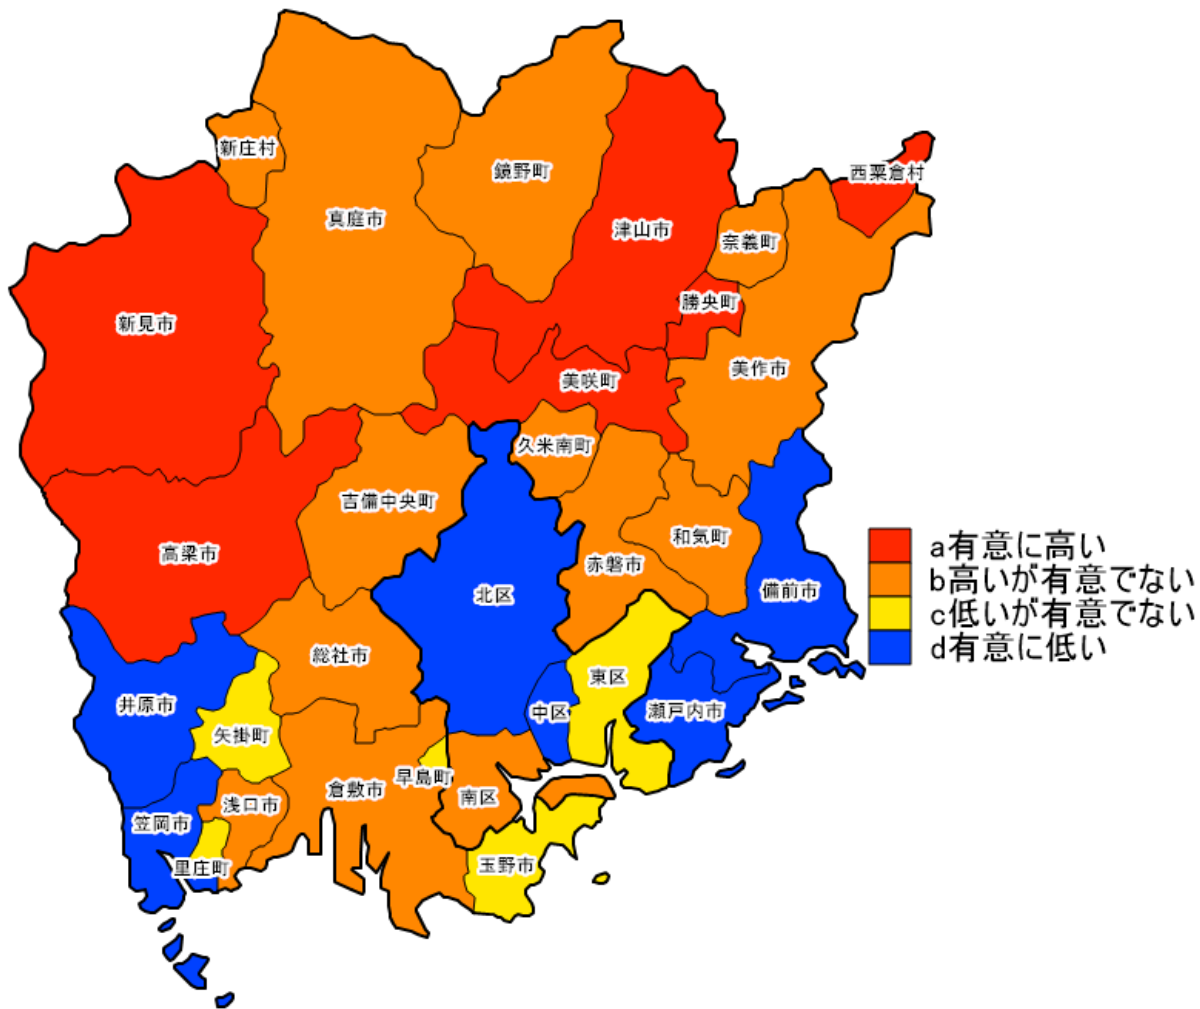 新庄村
鏡野町
西粟倉村
真庭市
津山市
奈義町
勝央町
新見市
美咲町
美作市
久米南町
吉備中央町
和気町
高梁市
赤磐市
備前市
北区
総社市
東区
井原市
中区
瀬戸内市
矢掛町
早島町
倉敷市
南区
浅口市
笠岡市
里庄町
玉野市
a有意に高い
b高いが有意でない
c低いが有意でない
d有意に低い